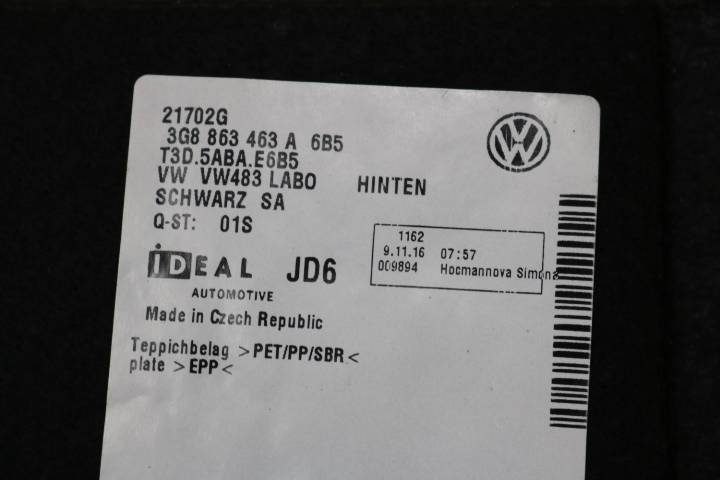 21702G
3G8 863 463 A 6B5
T3D.5ABA.E6B5
VW VW483 LABO HINTEN
SCHWARZ SA
Q-ST: 01S
1162
9.11.16 07:57
009894 Hocmannova Simona
iDEAL JD6
AUTOMOTIVE
Made in Czech Republic
Teppichbelag >PET/PP/SBR<
plate >EPP<